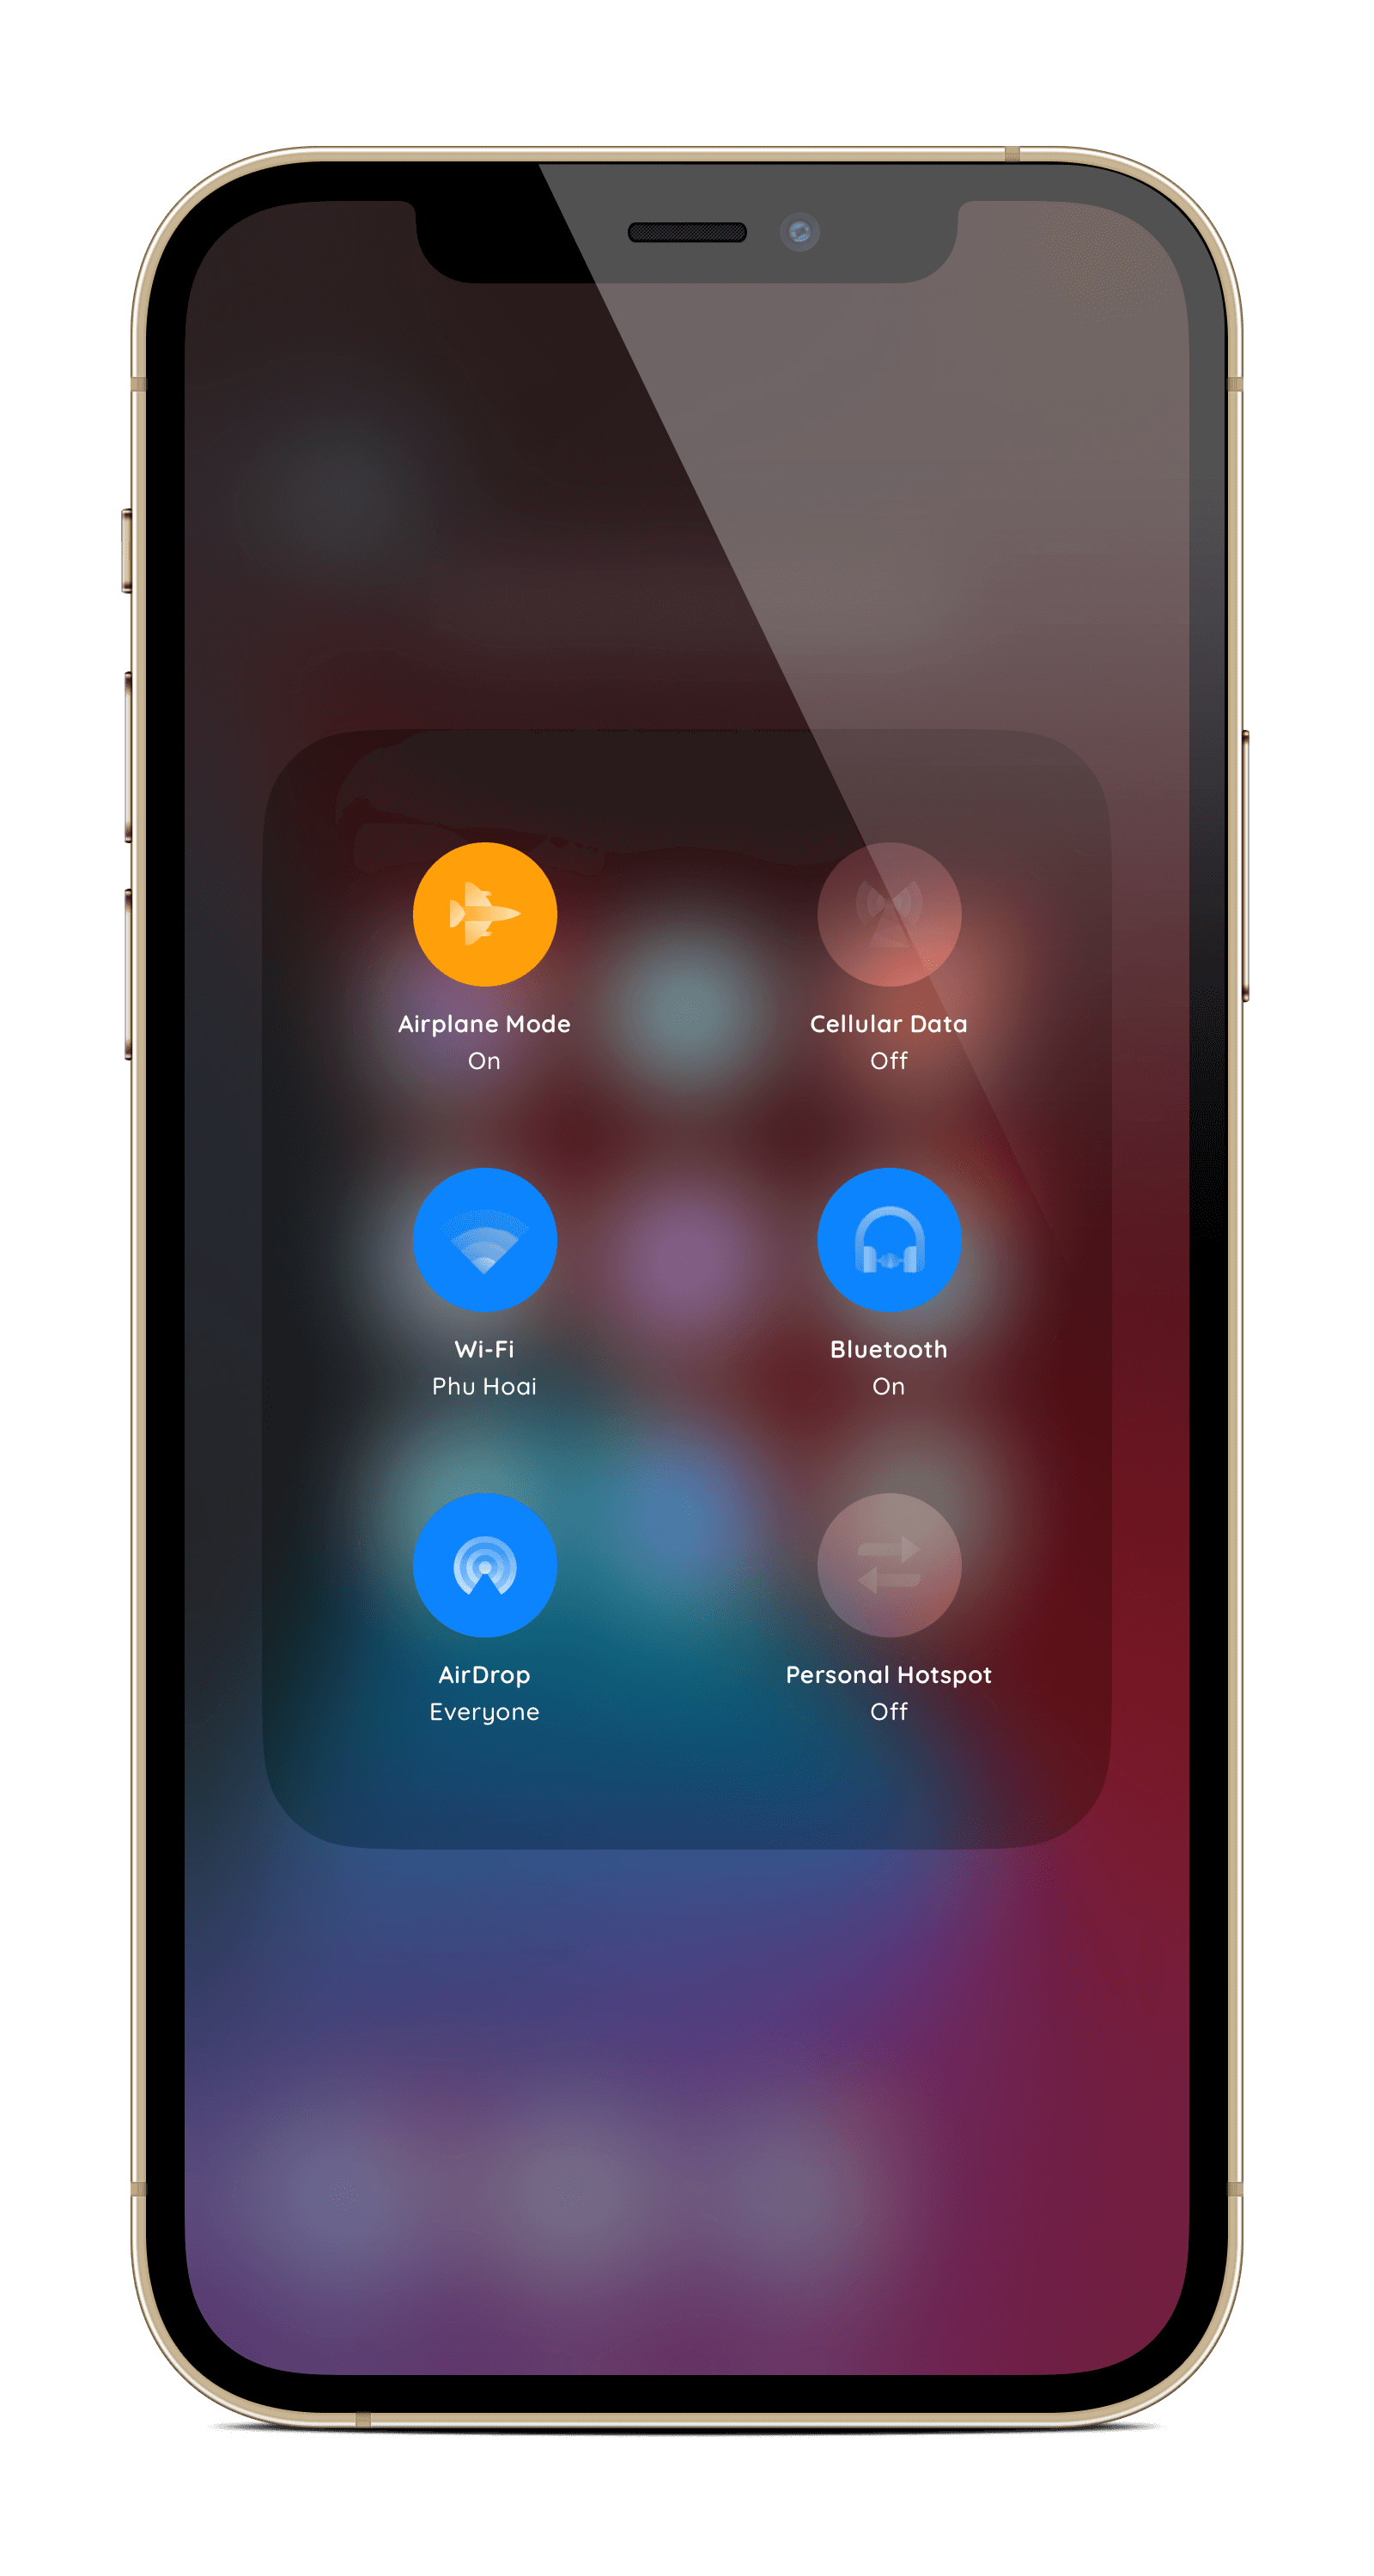 Airplane Mode
On
Cellular Data
Off
Wi-Fi
Phu Hoai
Bluetooth
On
AirDrop
Everyone
Personal Hotspot
Off